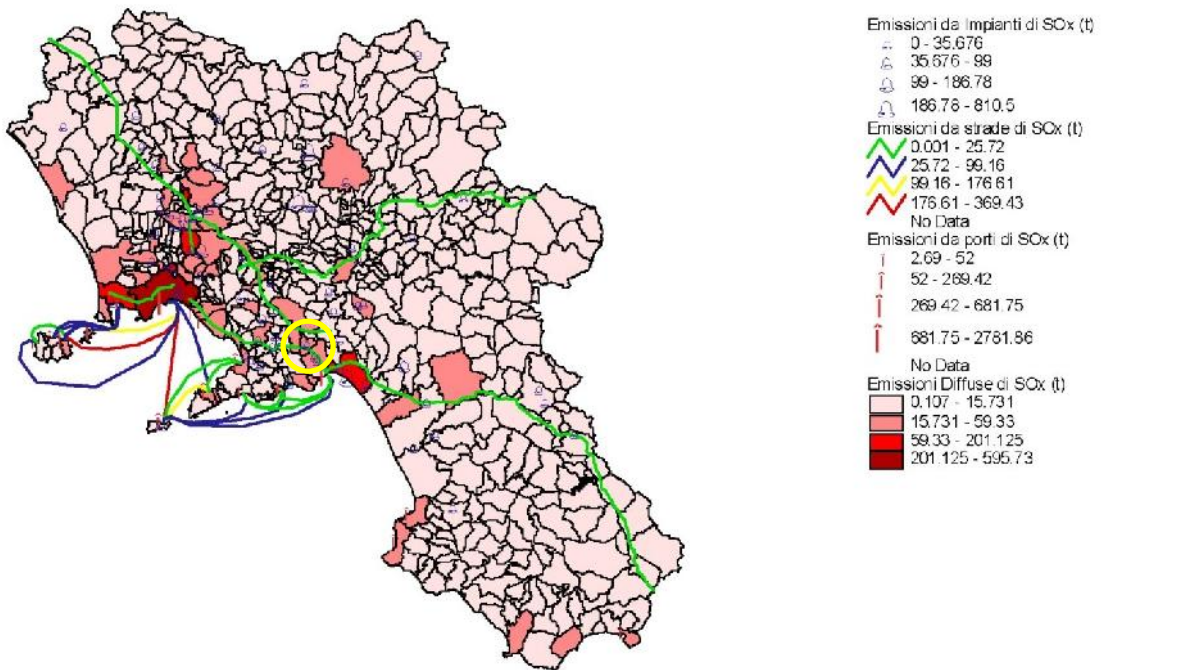 Emissioni da Impianti di SOx (t)
0 - 35.676
35.676 - 99
99 - 186.78
186.78 - 810.5
Emissioni da strade di SOx (t)
0.001 - 25.72
25.72 - 99.16
99.16 - 176.61
176.61 - 369.43
No Data
Emissioni da porti di SOx (t)
2.69 - 52
52 - 269.42
269.42 - 681.75
681.75 - 2781.86
No Data
Emissioni Diffuse di SOx (t)
0.107 - 15.731
15.731 - 59.33
59.33 - 201.125
201.125 - 595.73